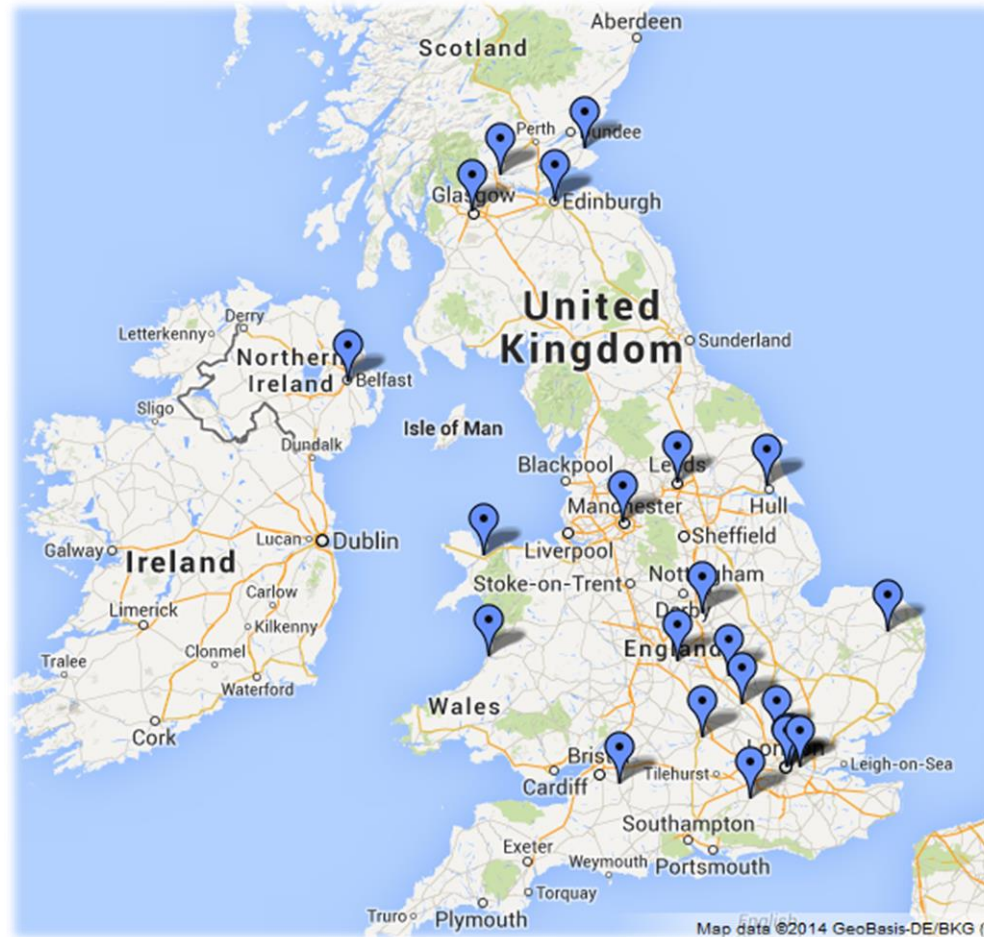 Aberdeen
Scotland
Perth
Dundee
Glasgow
Edinburgh
United
Kingdom
Derry
Letterkenny
Sunderland
Northern
Ireland
Belfast
Sligo
Isle of Man
Dundalk
Blackpool
Leeds
Manchester
Hull
Galway
Lucan
Dublin
Liverpool
Sheffield
Ireland
Stoke-on-Trent
Nottingham
Carlow
Derby
Limerick
Kilkenny
England
Clonmel
Tralee
Waterford
Wales
Cork
London
Bristol
Tilehurst
Leigh-on-Sea
Cardiff
Southampton
Exeter
Weymouth
Portsmouth
Torquay
Truro
Plymouth
English
Map data ©2014 GeoBasis-DE/BKG (